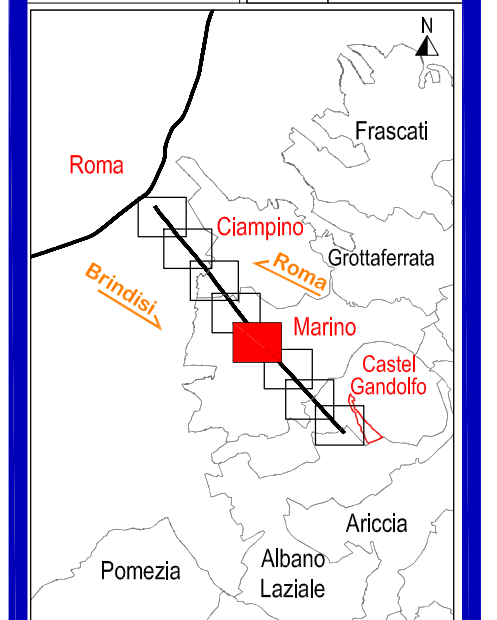 N
Frascati
Roma
Ciampino
Grottaferrata
Roma
Brindisi
Marino
Castel
Gandolfo
Ariccia
Albano
Laziale
Pomezia